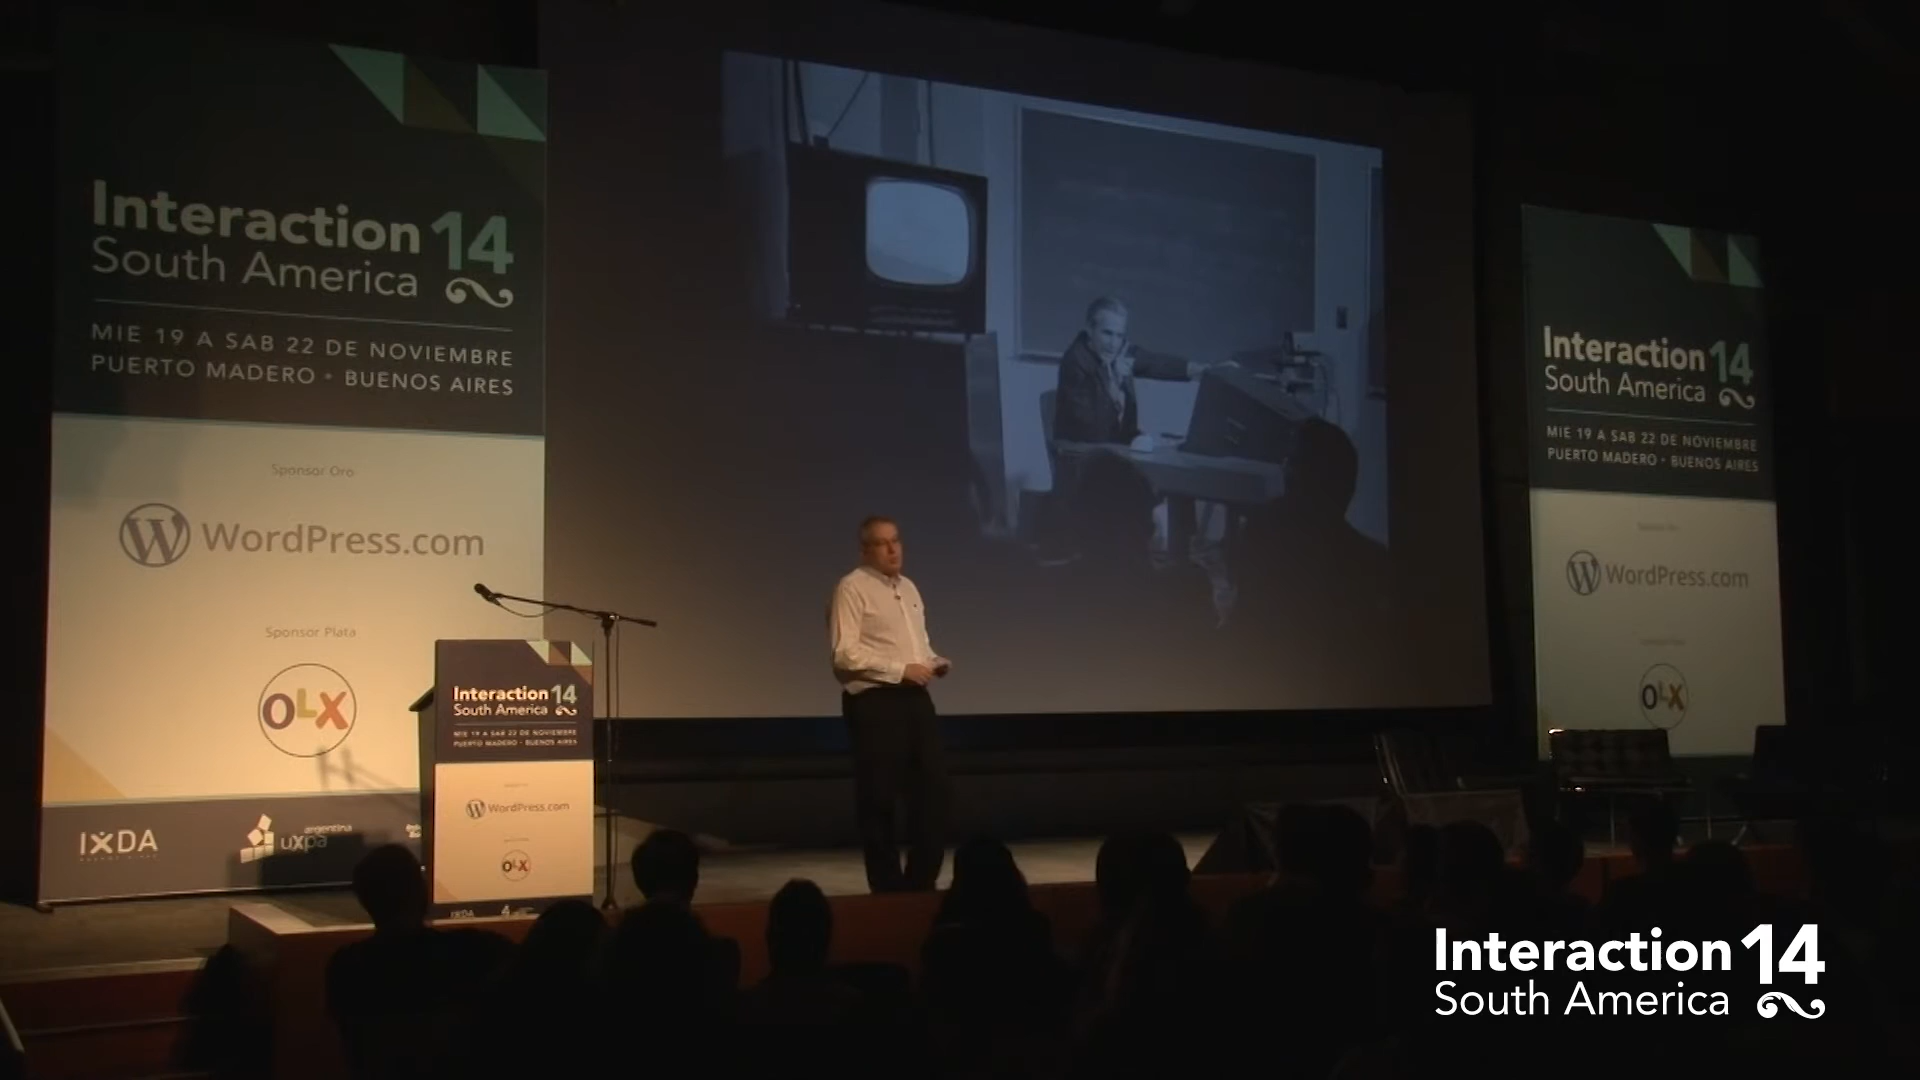 Interaction 14
South America
MIE 19 A SAB 22 DE NOVIEMBRE
PUERTO MADERO • BUENOS AIRES
Sponsor Oro
WordPress.com
Sponsor Plata
OLX
IXDA
argentina
uxpa
Interaction 14
South America
MIE 19 A SAB 22 DE NOVIEMBRE
PUERTO MADERO • BUENOS AIRES
WordPress.com
OLX
IXDA
Interaction 14
South America
MIE 19 A SAB 22 DE NOVIEMBRE
PUERTO MADERO • BUENOS AIRES
WordPress.com
OLX
Interaction 14
South America